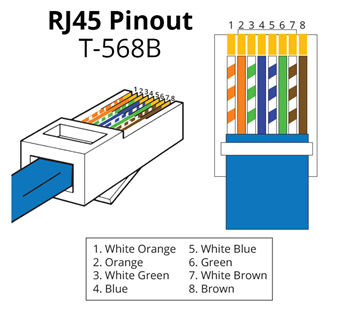 RJ45 Pinout
T-568B
1 2 3 4 5 6 7 8
12345678
1. White Orange
2. Orange
3. White Green
4. Blue
5. White Blue
6. Green
7. White Brown
8. Brown